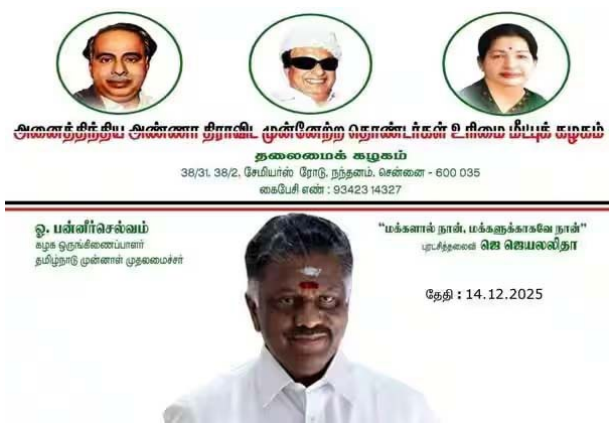 அனைத்திந்திய அண்ணா திராவிட முன்னேற்ற தொண்டர்கள் உரிமை மீட்புக் கழகம்
தலைமைக் கழகம்
38/31, 38/2, சேமியர்ஸ் ரோடு, நந்தனம், சென்னை - 600 035
கைபேசி எண் : 93423 14327
ஓ. பன்னீர்செல்வம்
கழக ஒருங்கிணைப்பாளர்
தமிழ்நாடு முன்னாள் முதலமைச்சர்
"மக்களால் நான், மக்களுக்காகவே நான்"
புரட்சித்தலைவி ஜெ ஜெயலலிதா
தேதி : 14.12.2025